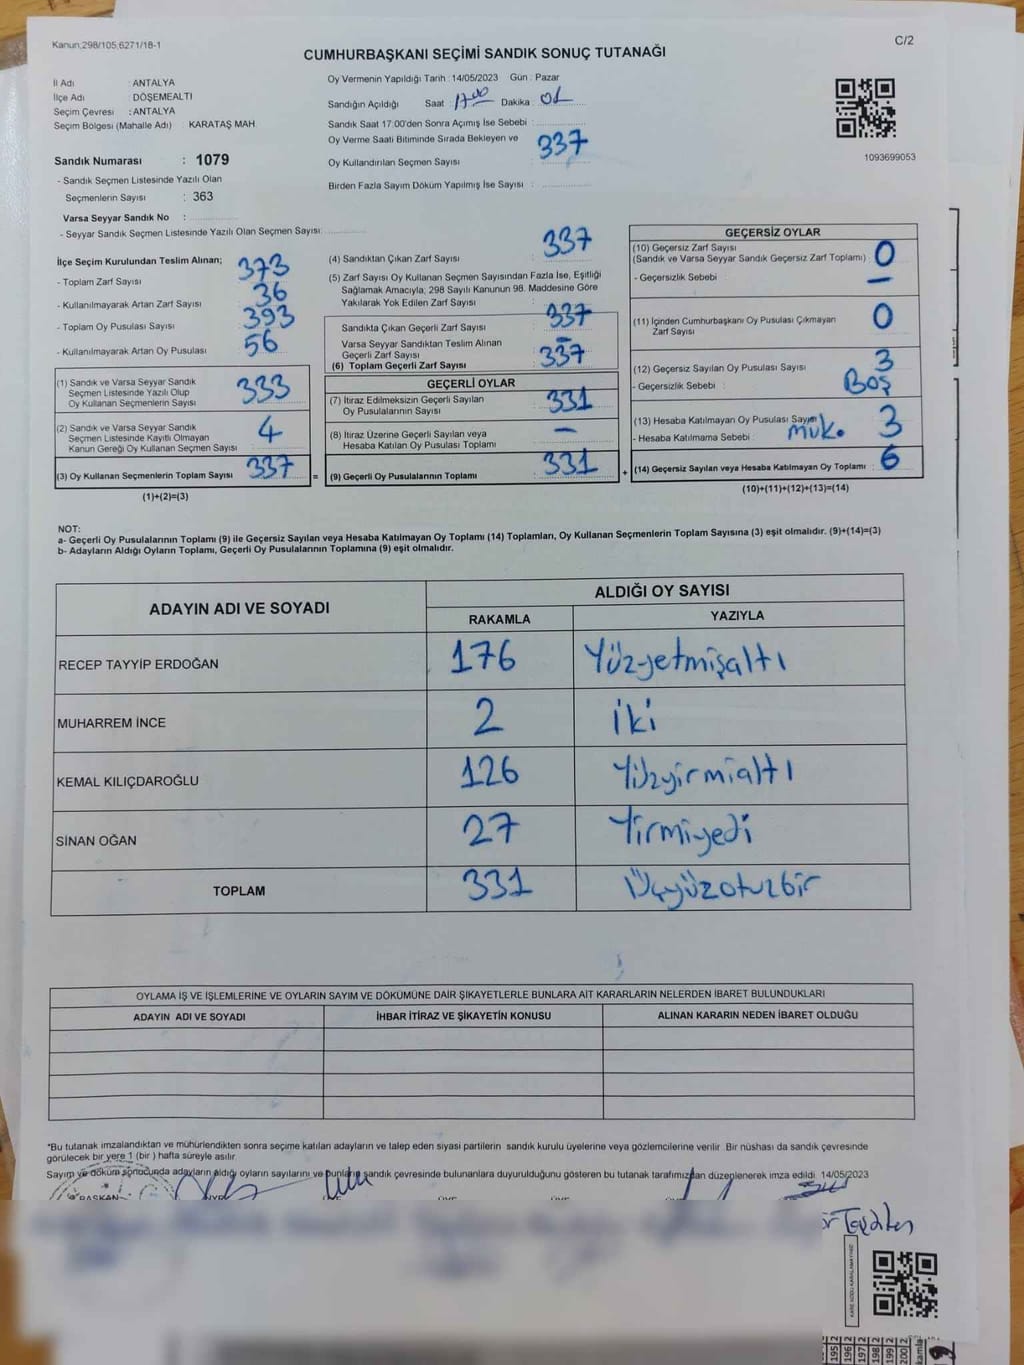 Kanun;298/105;6271/18-1
C/2
CUMHURBAŞKANI SEÇİMİ SANDIK SONUÇ TUTANAĞI
İl Adı : ANTALYA
İlçe Adı : DÖŞEMEALTI
Seçim Çevresi : ANTALYA
Seçim Bölgesi (Mahalle Adı) : KARATAŞ MAH
Sandık Numarası : 1079
- Sandık Seçmen Listesinde Yazılı Olan
Seçmenlerin Sayısı : 363
Varsa Seyyar Sandık No :
- Seyyar Sandık Seçmen Listesinde Yazılı Olan Seçmen Sayısı:
Oy Vermenin Yapıldığı Tarih : 14/05/2023 Gün : Pazar
Sandığın Açıldığı Saat : 17.00 Dakika : 01
Sandık Saat 17:00'den Sonra Açımış İse Sebebi :
Oy Verme Saati Bitiminde Sırada Bekleyen ve
Oy Kullandırılan Seçmen Sayısı : 337
Birden Fazla Sayım Döküm Yapılmış İse Sayısı :
1093699053
İlçe Seçim Kurulundan Teslim Alınan;
- Toplam Zarf Sayısı : 373
- Kullanılmayarak Artan Zarf Sayısı : 36
- Toplam Oy Pusulası Sayısı : 393
- Kullanılmayarak Artan Oy Pusulası : 56
(1) Sandık ve Varsa Seyyar Sandık
Seçmen Listesinde Yazılı Olup
Oy Kullanan Seçmenlerin Sayısı : 333
(2) Sandık ve Varsa Seyyar Sandık
Seçmen Listesinde Kayıtlı Olmayan
Kanun Gereği Oy Kullanan Seçmen Sayısı : 4
(3) Oy Kullanan Seçmenlerin Toplam Sayısı : 337
(1)+(2)=(3)
(4) Sandıktan Çıkan Zarf Sayısı : 337
(5) Zarf Sayısı Oy Kullanan Seçmen Sayısından Fazla İse, Eşitliği
Sağlamak Amacıyla; 298 Sayılı Kanunun 98. Maddesine Göre
Yakılarak Yok Edilen Zarf Sayısı :
Sandıkta Çıkan Geçerli Zarf Sayısı : 337
Varsa Seyyar Sandıktan Teslim Alınan
Geçerli Zarf Sayısı : -
(6) Toplam Geçerli Zarf Sayısı : 337
GEÇERLİ OYLAR
(7) İtiraz Edilmeksizin Geçerli Sayılan
Oy Pusulalarının Sayısı : 331
(8) İtiraz Üzerine Geçerli Sayılan veya
Hesaba Katılan Oy Pusulası Toplamı : -
= (9) Geçerli Oy Pusulalarının Toplamı : 331
GEÇERSİZ OYLAR
(10) Geçersiz Zarf Sayısı
(Sandık ve Varsa Seyyar Sandık Geçersiz Zarf Toplamı) : 0
- Geçersizlik Sebebi : -
(11) İçinden Cumhurbaşkanı Oy Pusulası Çıkmayan
Zarf Sayısı : 0
(12) Geçersiz Sayılan Oy Pusulası Sayısı : 3
- Geçersizlik Sebebi : Boş
(13) Hesaba Katılmayan Oy Pusulası Sayısı : 3
- Hesaba Katılmama Sebebi : mük.
+ (14) Geçersiz Sayılan veya Hesaba Katılmayan Oy Toplamı : 6
(10)+(11)+(12)+(13)=(14)
NOT:
a- Geçerli Oy Pusulalarının Toplamı (9) ile Geçersiz Sayılan veya Hesaba Katılmayan Oy Toplamı (14) Toplamları, Oy Kullanan Seçmenlerin Toplam Sayısına (3) eşit olmalıdır. (9)+(14)=(3)
b- Adayların Aldığı Oyların Toplamı, Geçerli Oy Pusulalarının Toplamına (9) eşit olmalıdır.
ADAYIN ADI VE SOYADI ALDIĞI OY SAYISI
RAKAMLA YAZIYLA
RECEP TAYYİP ERDOĞAN 176 Yüzyetmişaltı
MUHARREM İNCE 2 iki
KEMAL KILIÇDAROĞLU 126 Yüzyirmialtı
SİNAN OĞAN 27 Yirmiyedi
TOPLAM 331 Üçyüzotuzbir
OYLAMA İŞ VE İŞLEMLERİNE VE OYLARIN SAYIM VE DÖKÜMÜNE DAİR ŞİKAYETLERLE BUNLARA AİT KARARLARIN NELERDEN İBARET BULUNDUKLARI
ADAYIN ADI VE SOYADI İHBAR İTİRAZ VE ŞİKAYETİN KONUSU ALINAN KARARIN NEDEN İBARET OLDUĞU
*Bu tutanak imzalandıktan ve mühürlendikten sonra seçime katılan adayların ve talep eden siyasi partilerin sandık kurulu üyelerine veya gözlemcilerine verilir. Bir nüshası da sandık çevresinde
görülecek bir yere 1 (bir ) hafta süreyle asılır.
Sayım ve döküm sonucunda adayların aldığı oyların sayılarını ve bunların sandık çevresinde bulunanlara duyurulduğunu gösteren bu tutanak tarafımızdan düzenlenerek imza edildi. 14/05/2023
BAŞKAN
195 2
196 2
197 2
198 2
199 2
200 2